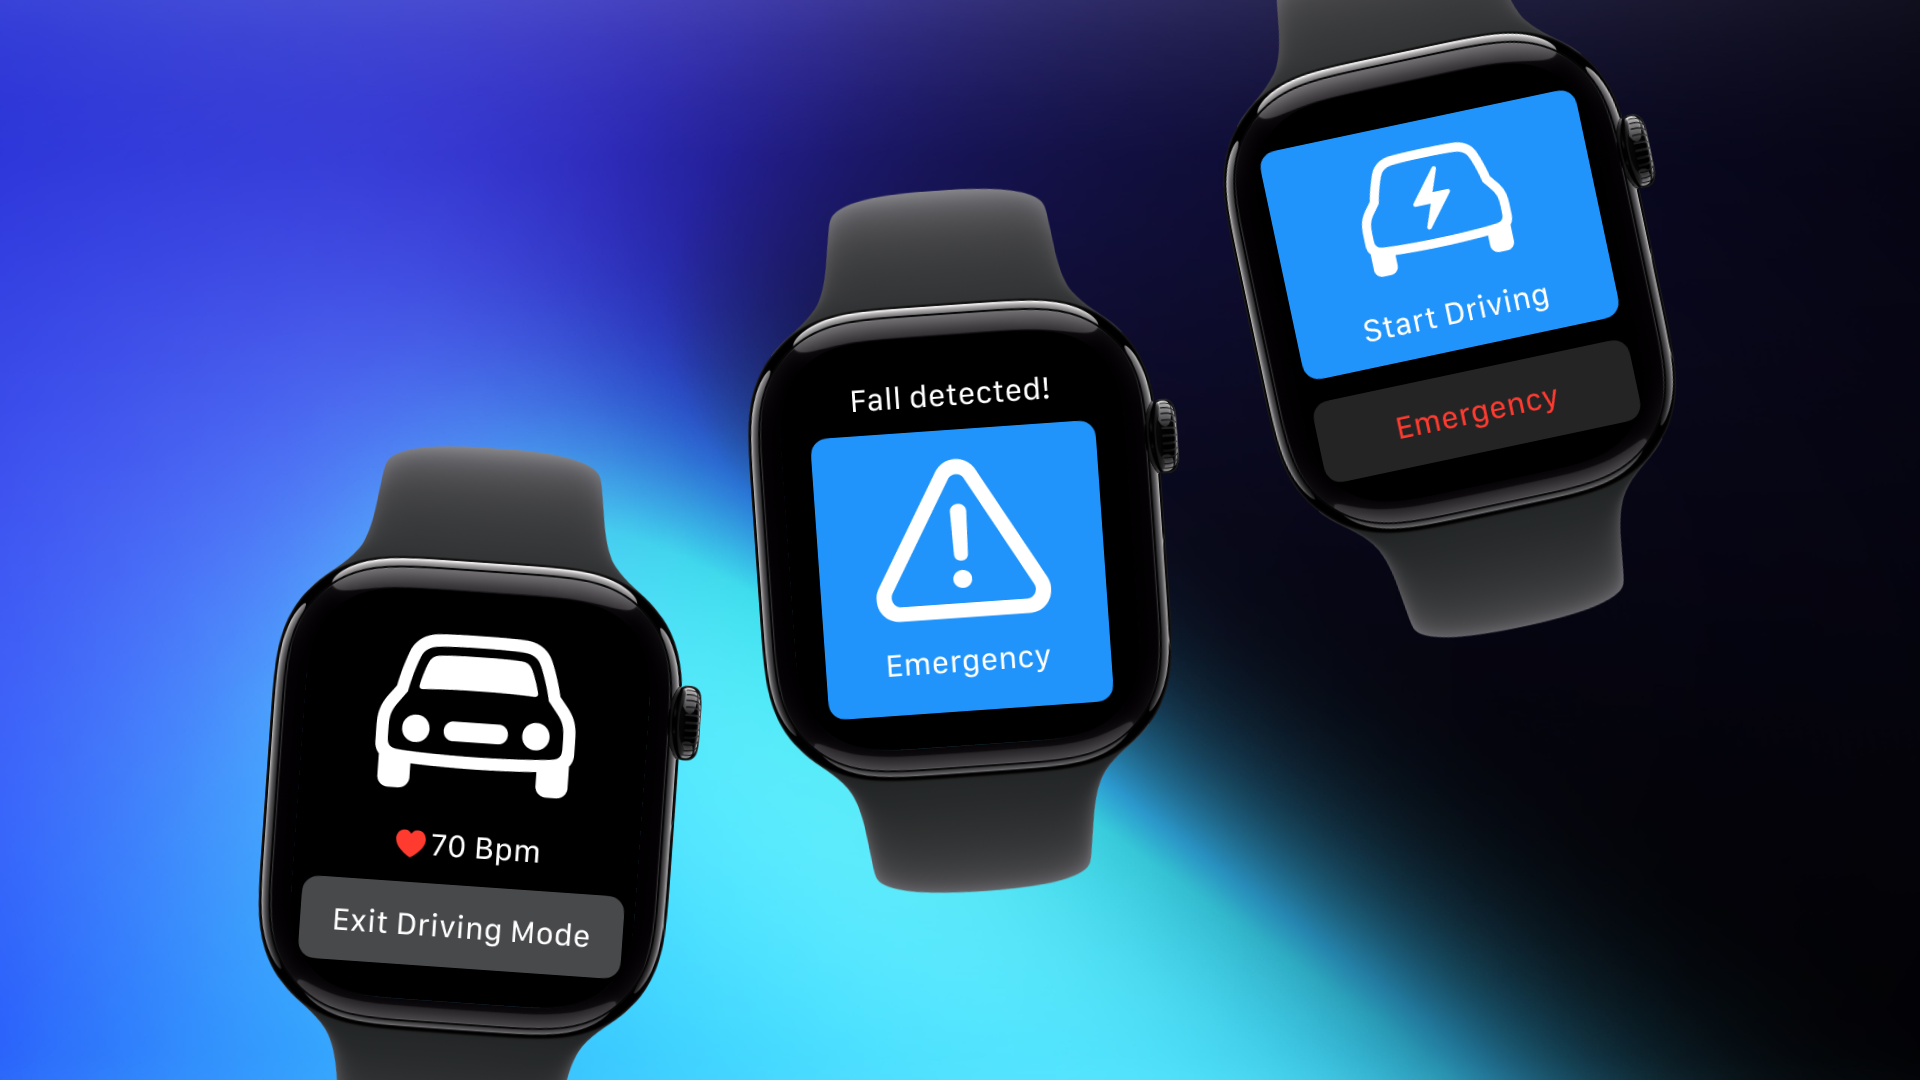 70 Bpm
Exit Driving Mode
Fall detected!
Emergency
Start Driving
Emergency